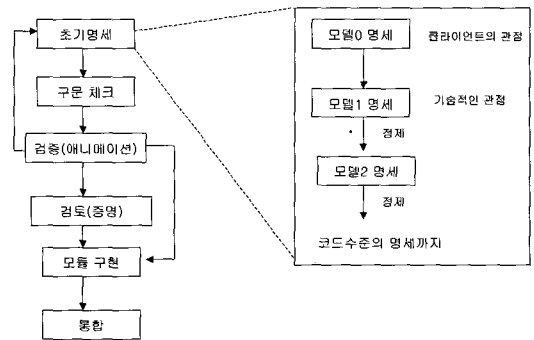 초기명세
구문 체크
검증(애니메이션)
검토(증명)
모듈 구현
통합
모델0 명세
클라이언트의 관점
모델1 명세
기술적인 관점
정제
모델2 명세
정제
코드수준의 명세까지